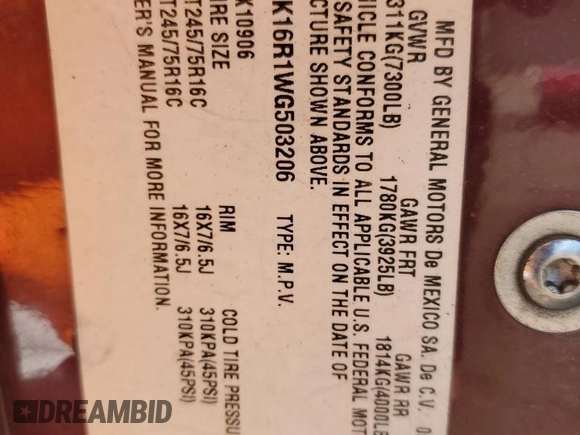 MFD BY GENERAL MOTORS De MEXICO SA. De C.V. 0
GVWR GAWR FRT GAWR RR
311KG(7300LB) 1780KG(3925LB) 1814KG(4000LB
ICLE CONFORMS TO ALL APPLICABLE U.S. FEDERAL MOT
SAFETY STANDARDS IN EFFECT ON THE DATE OF
CTURE SHOWN ABOVE.
K16R1WG503206 TYPE: M.P.V.
K10906
IRE SIZE RIM COLD TIRE PRESSU
T245/75R16C 16X7/6.5J 310KPA(45PSI)
T245/75R16C 16X7/6.5J 310KPA(45PSI)
ER'S MANUAL FOR MORE INFORMATION.
DREAMBID